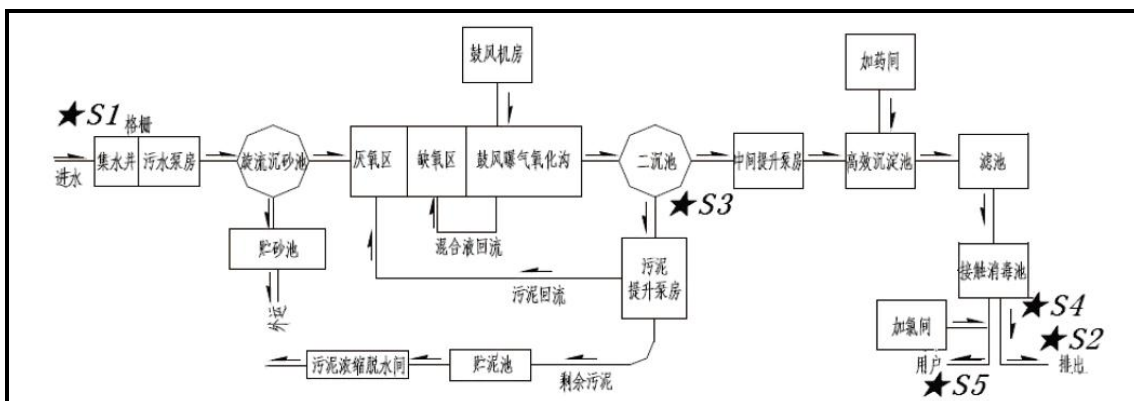 鼓风机房
加药间
★S1
格栅
集水井
污水泵房
旋流沉砂池
厌氧区
缺氧区
鼓风曝气氧化沟
二沉池
中间提升泵房
高效沉淀池
滤池
进水
★S3
贮砂池
混合液回流
污泥
提升泵房
接触消毒池
外运
污泥回流
★S4
加氯间
★S2
用户
排出
★S5
污泥浓缩脱水间
贮泥池
剩余污泥